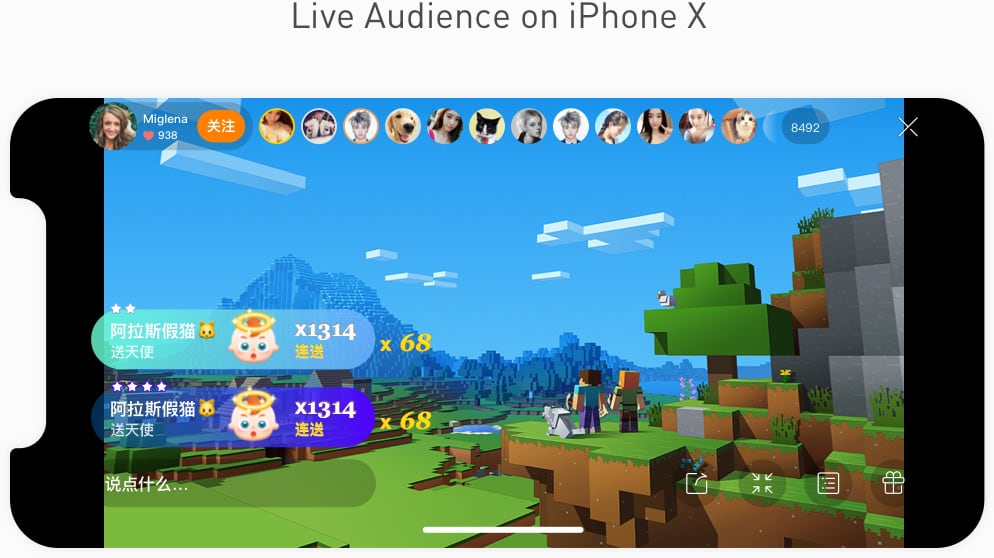 Live Audience on iPhone X
Miglena
938
关注
8492
阿拉斯假猫🐱
送天使
x1314
连送
x 68
阿拉斯假猫🐱
送天使
x1314
连送
x 68
说点什么...